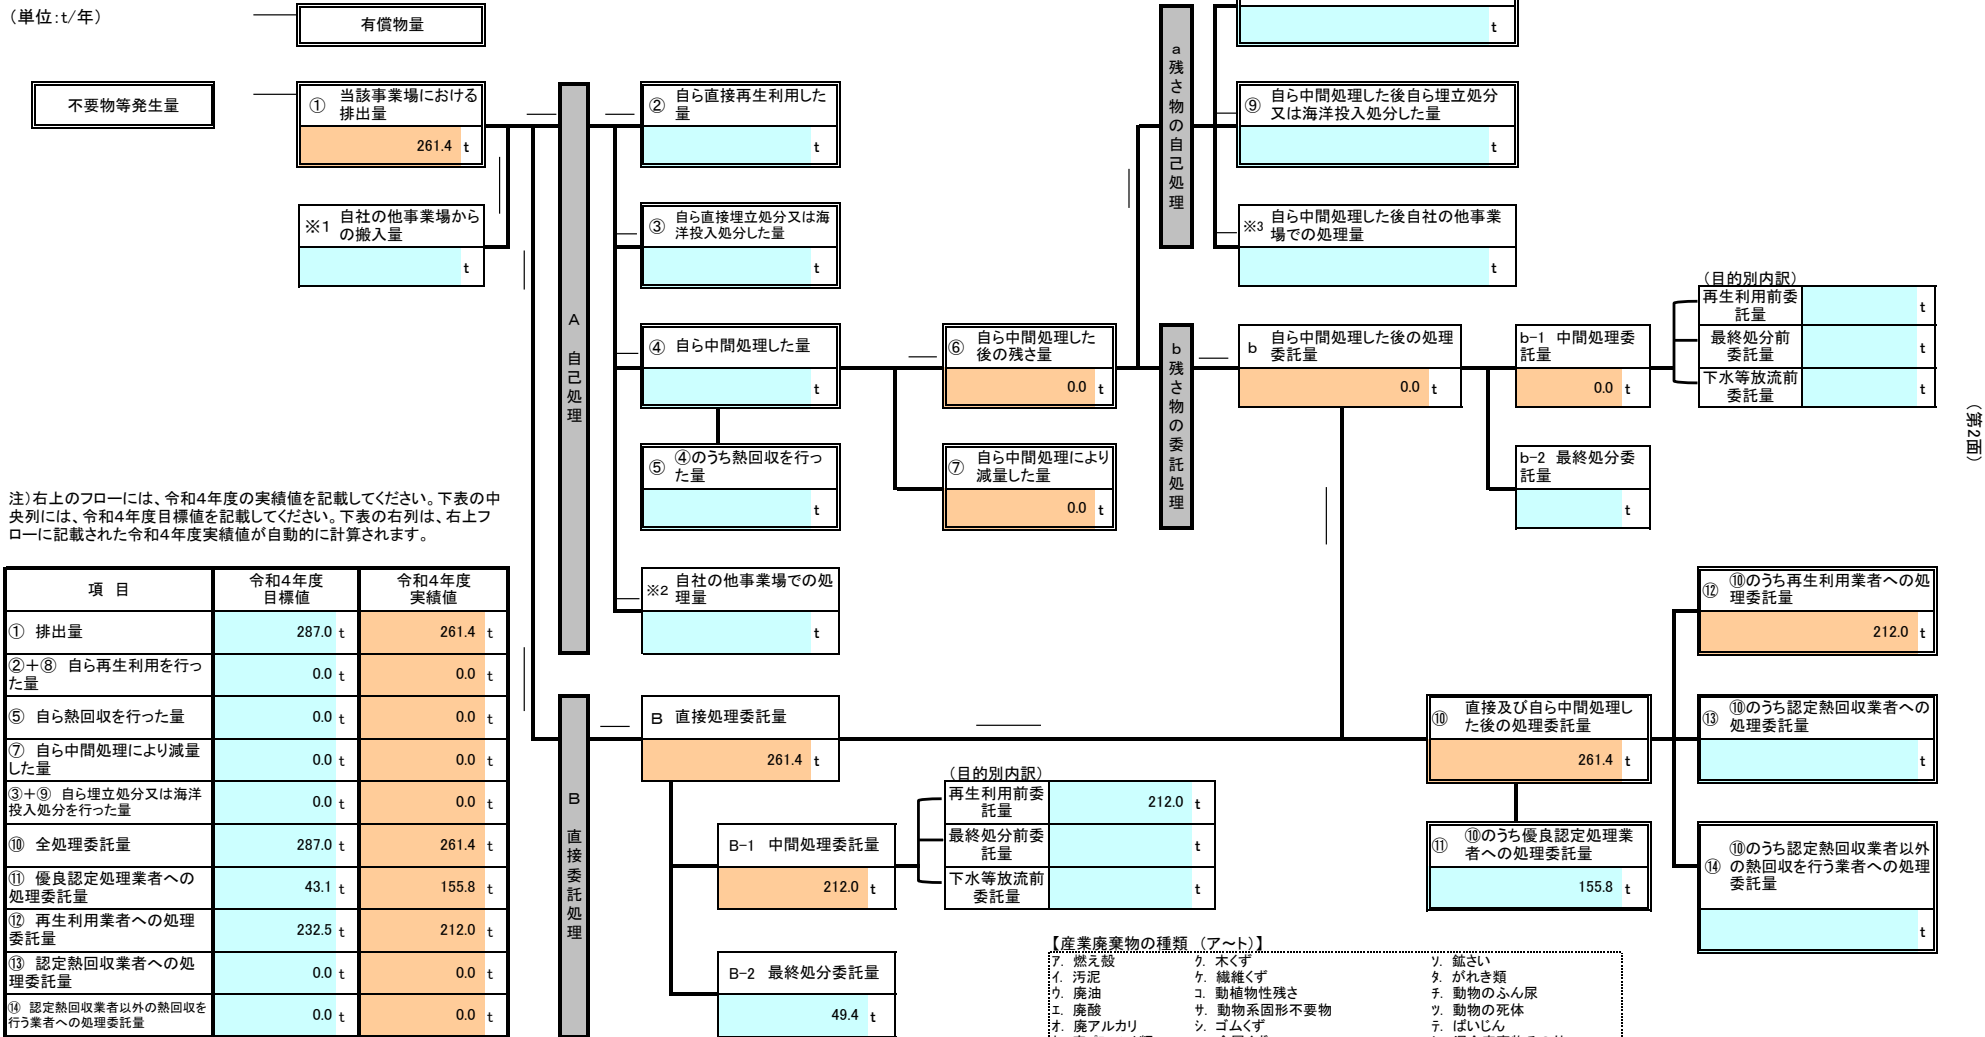 (単位:t/年)
有償物量
不要物等発生量
① 当該事業場における
排出量
261.4 t
※1 自社の他事業場から
の搬入量
t
A 自己処理
② 自ら直接再生利用した
量
t
③ 自ら直接埋立処分又は海
洋投入処分した量
t
④ 自ら中間処理した量
t
⑤ ④のうち熱回収を行っ
た量
t
※2 自社の他事業場での処
理量
t
⑥ 自ら中間処理した
後の残さ量
0.0 t
⑦ 自ら中間処理により
減量した量
0.0 t
a 残さ物の自己処理
t
⑨ 自ら中間処理した後自ら埋立処分
又は海洋投入処分した量
t
※3 自ら中間処理した後自社の他事業
場での処理量
t
b 残さ物の委託処理
b 自ら中間処理した後の処理
委託量
0.0 t
b-1 中間処理委
託量
0.0 t
b-2 最終処分委
託量
t
(目的別内訳)
再生利用前委
託量
t
最終処分前
委託量
t
下水等放流前
委託量
t
(第2面)
注)右上のフローには、令和4年度の実績値を記載してください。下表の中
央列には、令和4年度目標値を記載してください。下表の右列は、右上フ
ローに記載された令和4年度実績値が自動的に計算されます。
項 目 令和4年度 目標値 令和4年度 実績値
① 排出量 287.0 t 261.4 t
②+⑧ 自ら再生利用を行っ
た量 0.0 t 0.0 t
⑤ 自ら熱回収を行った量 0.0 t 0.0 t
⑦ 自ら中間処理により減量
した量 0.0 t 0.0 t
③+⑨ 自ら埋立処分又は海洋
投入処分を行った量 0.0 t 0.0 t
⑩ 全処理委託量 287.0 t 261.4 t
⑪ 優良認定処理業者への
処理委託量 43.1 t 155.8 t
⑫ 再生利用業者への処理
委託量 232.5 t 212.0 t
⑬ 認定熱回収業者への処
理委託量 0.0 t 0.0 t
⑭ 認定熱回収業者以外の熱回収を
行う業者への処理委託量 0.0 t 0.0 t
B 直接委託処理
B 直接処理委託量
261.4 t
B-1 中間処理委託量
212.0 t
B-2 最終処分委託量
49.4 t
(目的別内訳)
再生利用前委
託量
212.0 t
最終処分前委
託量
t
下水等放流前
委託量
t
⑩ 直接及び自ら中間処理し
た後の処理委託量
261.4 t
⑪ ⑩のうち優良認定処理業
者への処理委託量
155.8 t
⑫ ⑩のうち再生利用業者への処
理委託量
212.0 t
⑬ ⑩のうち認定熱回収業者への
処理委託量
t
⑭ ⑩のうち認定熱回収業者以外
の熱回収を行う業者への処理
委託量
t
【産業廃棄物の種類 (ア~ト)】
ア. 燃え殻 ク. 木くず ソ. 鉱さい
イ. 汚泥 ケ. 繊維くず タ. がれき類
ウ. 廃油 コ. 動植物性残さ チ. 動物のふん尿
エ. 廃酸 サ. 動物系固形不要物 ツ. 動物の死体
オ. 廃アルカリ シ. ゴムくず テ. ばいじん